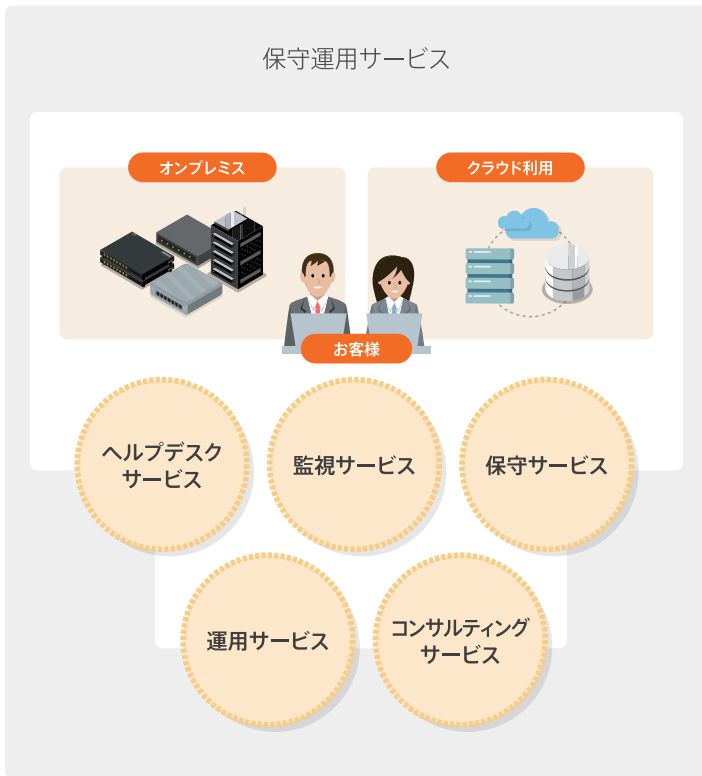 保守運用サービス
オンプレミス
クラウド利用
お客様
ヘルプデスク
サービス
監視サービス
保守サービス
運用サービス
コンサルティング
サービス